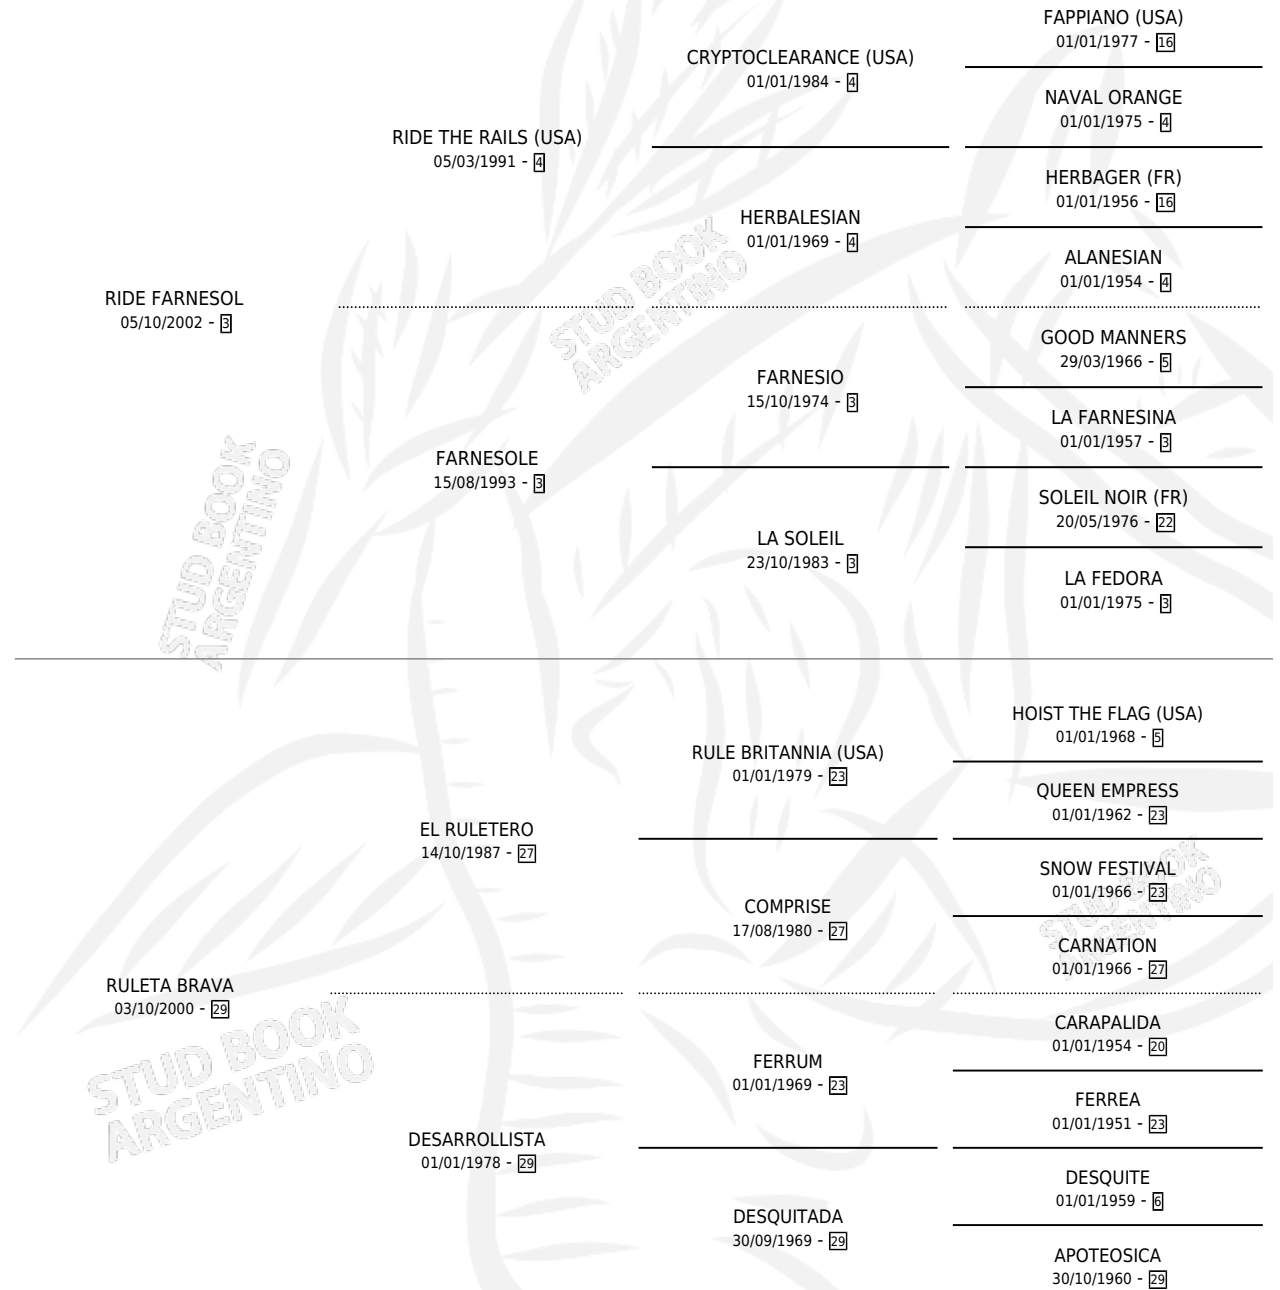 FAPPIANO (USA)
01/01/1977 - 16
CRYPTOCLEARANCE (USA)
01/01/1984 - 4
NAVAL ORANGE
01/01/1975 - 4
RIDE THE RAILS (USA)
05/03/1991 - 4
HERBAGER (FR)
01/01/1956 - 16
HERBALESIAN
01/01/1969 - 4
ALANESIAN
01/01/1954 - 4
RIDE FARNESOL
05/10/2002 - 3
GOOD MANNERS
29/03/1966 - 5
FARNESIO
15/10/1974 - 3
LA FARNESINA
01/01/1957 - 3
FARNESOLE
15/08/1993 - 3
SOLEIL NOIR (FR)
20/05/1976 - 22
LA SOLEIL
23/10/1983 - 3
LA FEDORA
01/01/1975 - 3
HOIST THE FLAG (USA)
01/01/1968 - 5
RULE BRITANNIA (USA)
01/01/1979 - 23
QUEEN EMPRESS
01/01/1962 - 23
EL RULETERO
14/10/1987 - 27
SNOW FESTIVAL
01/01/1966 - 23
COMPRISE
17/08/1980 - 27
CARNATION
01/01/1966 - 27
RULETA BRAVA
03/10/2000 - 29
CARAPALIDA
01/01/1954 - 20
FERRUM
01/01/1969 - 23
FERREA
01/01/1951 - 23
DESARROLLISTA
01/01/1978 - 29
DESQUITE
01/01/1959 - 6
DESQUITADA
30/09/1969 - 29
APOTEOSICA
30/10/1960 - 29
STUD BOOK
ARGENTINO
STUD BOOK
ARGENTINO
STUD BOOK
ARGENTINO
STUD BOOK
ARGENTINO